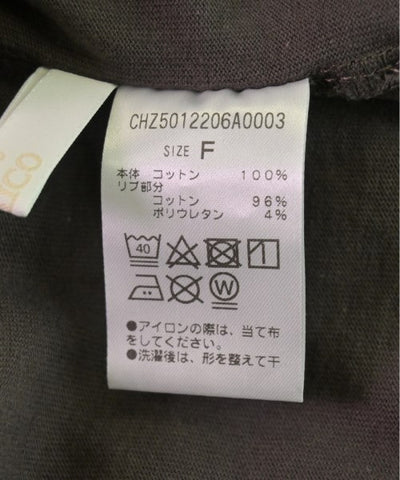 CHZ5012206A0003
SIZE F
本体 コットン 100%
リブ部分
コットン 96%
ポリウレタン 4%
40
W
●アイロンの際は、当て布
をしてください。
●洗濯後は、形を整えて干